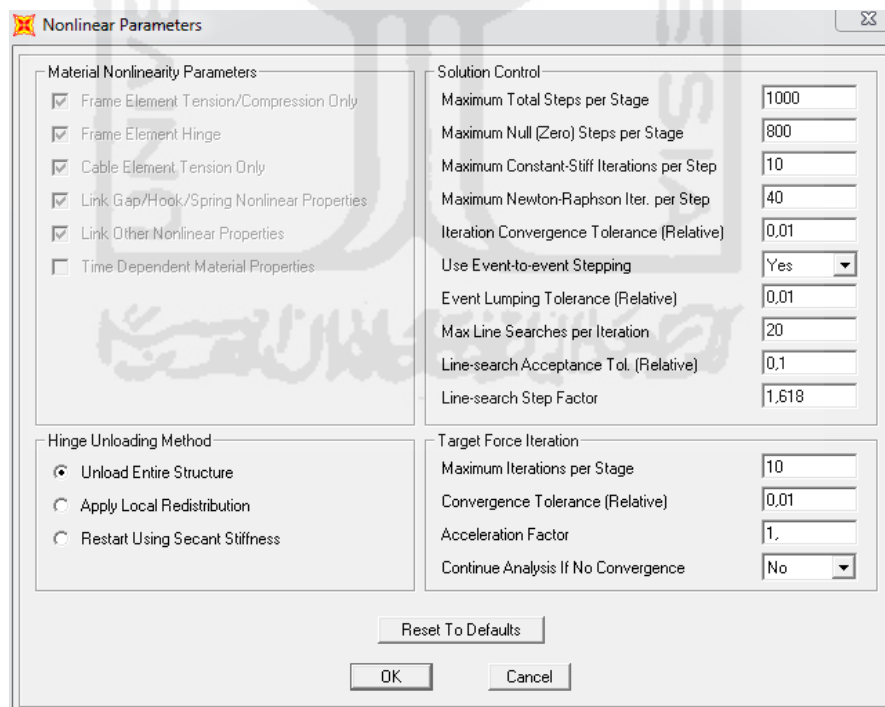 Nonlinear Parameters
Material Nonlinearity Parameters
Frame Element Tension/Compression Only
Frame Element Hinge
Cable Element Tension Only
Link Gap/Hook/Spring Nonlinear Properties
Link Other Nonlinear Properties
Time Dependent Material Properties
Solution Control
Maximum Total Steps per Stage 1000
Maximum Null (Zero) Steps per Stage 800
Maximum Constant-Stiff Iterations per Step 10
Maximum Newton-Raphson Iter. per Step 40
Iteration Convergence Tolerance (Relative) 0,01
Use Event-to-event Stepping Yes
Event Lumping Tolerance (Relative) 0,01
Max Line Searches per Iteration 20
Line-search Acceptance Tol. (Relative) 0,1
Line-search Step Factor 1,618
Hinge Unloading Method
Unload Entire Structure
Apply Local Redistribution
Restart Using Secant Stiffness
Target Force Iteration
Maximum Iterations per Stage 10
Convergence Tolerance (Relative) 0,01
Acceleration Factor 1,
Continue Analysis If No Convergence No
Reset To Defaults
OK Cancel